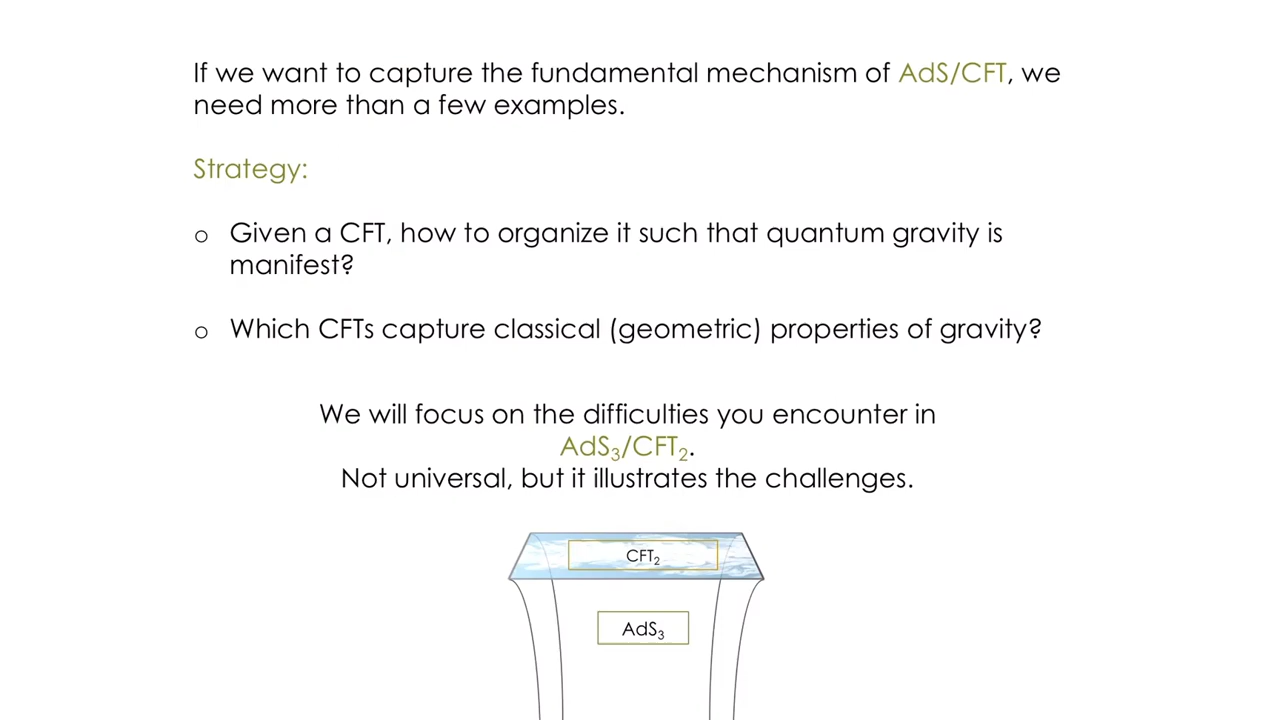 If we want to capture the fundamental mechanism of AdS/CFT, we
need more than a few examples.
Strategy:
o Given a CFT, how to organize it such that quantum gravity is
manifest?
o Which CFTs capture classical (geometric) properties of gravity?
We will focus on the difficulties you encounter in
AdS₃/CFT₂.
Not universal, but it illustrates the challenges.
CFT₂
AdS₃